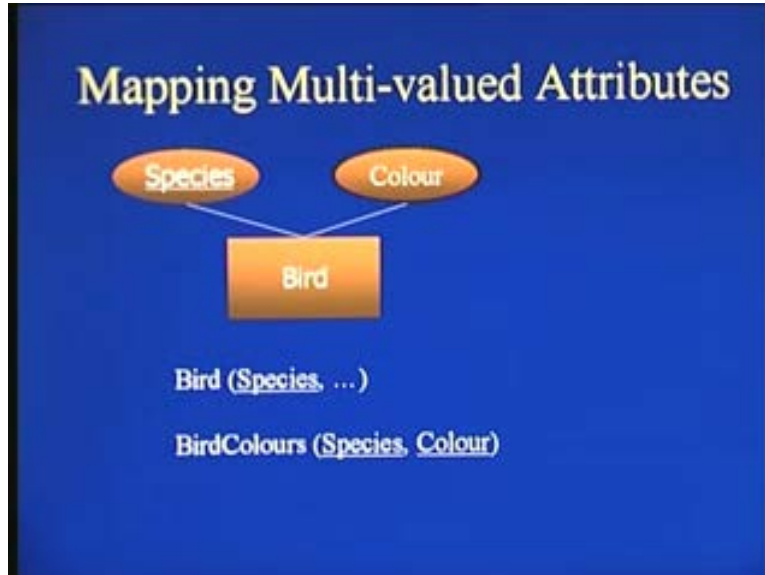 Mapping Multi-valued Attributes
Species Colour
Bird
Bird (Species, …)
BirdColours (Species, Colour)